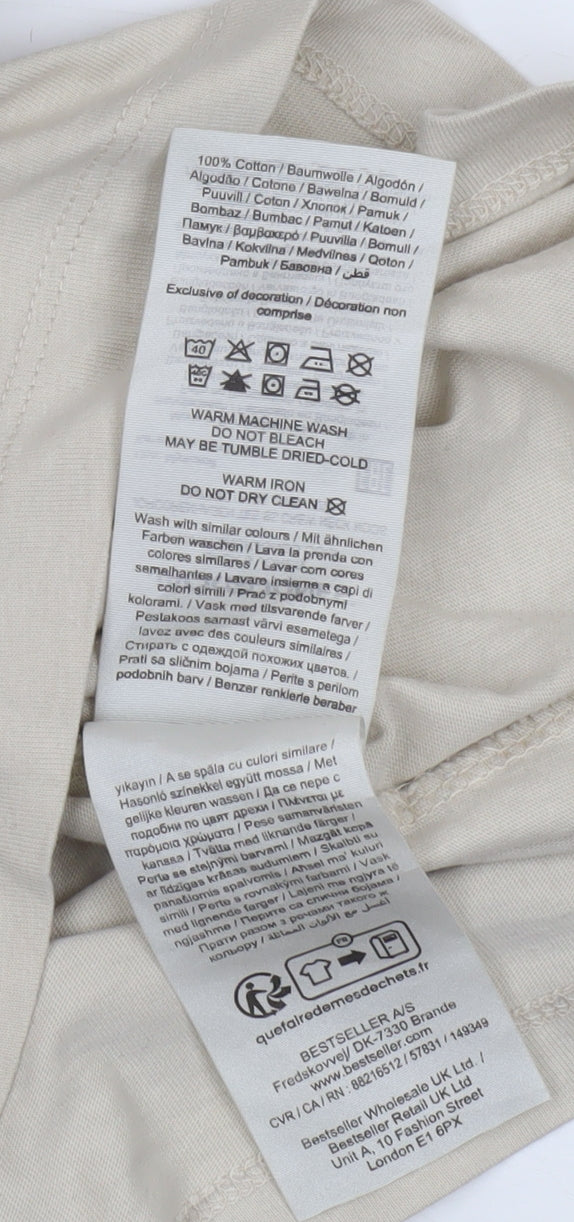 100% Cotton / Baumwolle / Algodón /
Algodão / Cotone / Bawełna / Bomuld /
Puuvill / Coton / Хлопок / Pamuk /
Bombaz / Bumbac / Pamut / Katoen /
Памук / βαμβακερό / Puuvilla / Bomull /
Bavlna / Kokvilna / Medvilnės / Qoton /
Pambuk / Бавовна / قطن
Exclusive of decoration / Décoration non
comprise
40
WARM MACHINE WASH
DO NOT BLEACH
MAY BE TUMBLE DRIED-COLD
WARM IRON
DO NOT DRY CLEAN
Wash with similar colours / Mit ähnlichen
Farben waschen / Lava la prenda con
colores similares / Lavar com cores
semelhantes / Lavare insieme a capi di
colori simili / Prać z podobnymi
kolorami. / Vask med tilsvarende farver /
Pestakoos samast värvi esemetega /
lavez avec des couleurs similaires /
Стирать с одеждой похожих цветов. /
Prati sa sličnim bojama / Perite s perilom
podobnih barv / Benzer renklerle beraber
yıkayin / A se spăla cu culori similare /
Hasonló színekkel együtt mossa / Met
gelijke kleuren wassen / Да се пере с
подобни по цвят дрехи / Πλένεται με
παρόμοια χρώματα / Pese samanväristen
kanssa / Tvätta med liknande färger /
Perte se stejnými barvami / Mazgāt kopā
ar līdzīgas krāsas audumiem / Skalbti su
panašiomis spalvomis / Ahsel ma' kuluri
simili / Perte s rovnakými farbami / Vask
med lignende farger / Lajeni me ngjyra të
ngjashme / Перите са слични бојама /
Прати разом з речами такого ж
кольору / اغسل مع الألوان المماثلة
FR
quefairedemesdechets.fr
BESTSELLER A/S
Fredskovvej DK-7330 Brande
www.bestseller.com
CVR / CA / RN : 88216512 / 57831 / 149349
Bestseller Wholesale UK Ltd. /
Bestseller Retail UK Ltd
Unit A, 10 Fashion Street
London E1 6PX